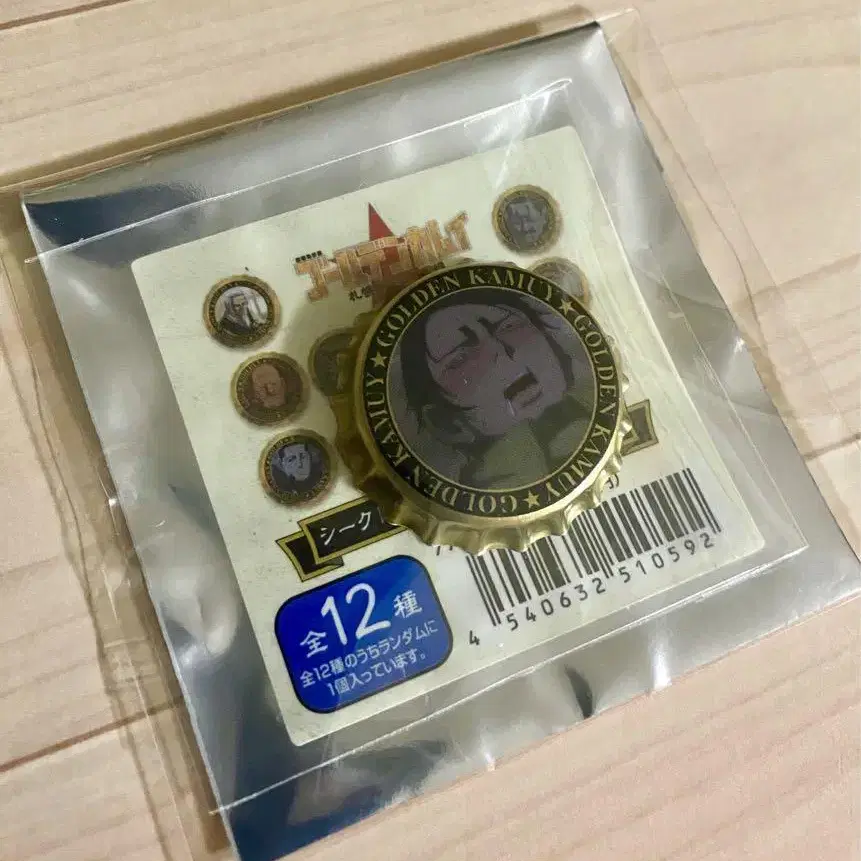 ゴールデンカムイ
札
★GOLDEN KAMUY★GOLDEN KAMUY★GOLDEN KAMUY
シーク
全12種
全12種のうちランダムに
1個入っています。
4 540632 510592